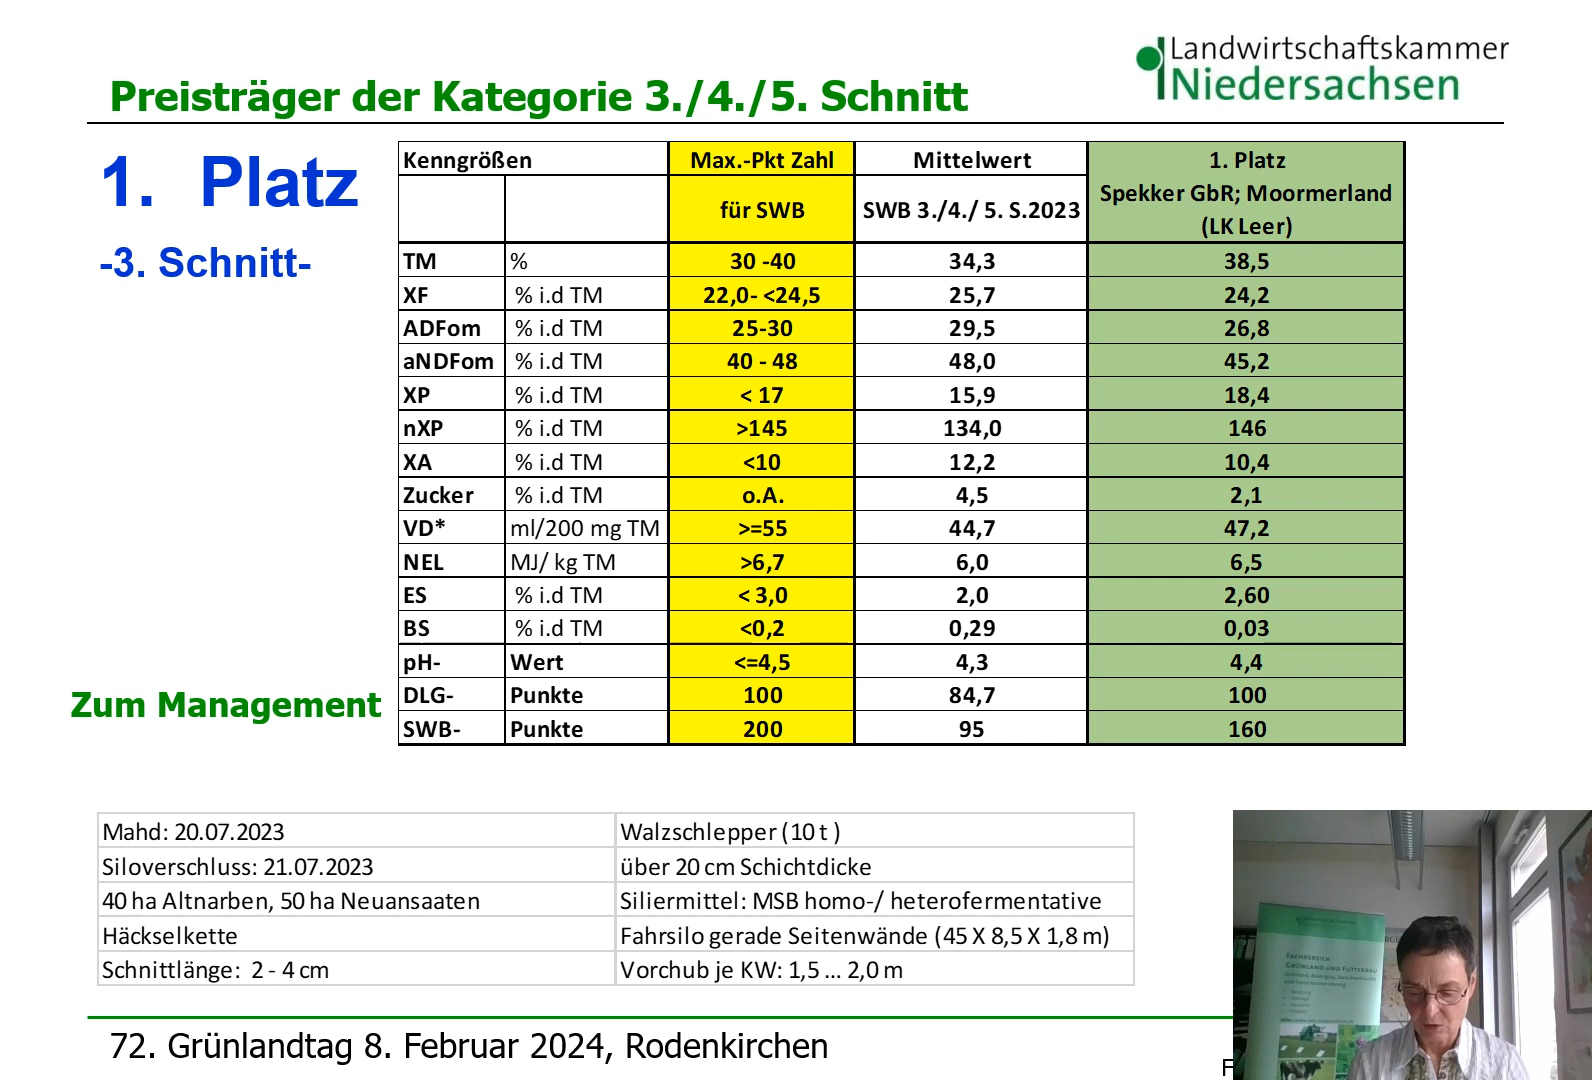 Landwirtschaftskammer
Niedersachsen
Preisträger der Kategorie 3./4./5. Schnitt
1. Platz
-3. Schnitt-
Kenngrößen Max.-Pkt Zahl Mittelwert 1. Platz
für SWB SWB 3./4./ 5. S.2023 Spekker GbR; Moormerland
(LK Leer)
TM % 30 -40 34,3 38,5
XF % i.d TM 22,0- <24,5 25,7 24,2
ADFom % i.d TM 25-30 29,5 26,8
aNDFom % i.d TM 40 - 48 48,0 45,2
XP % i.d TM < 17 15,9 18,4
nXP % i.d TM >145 134,0 146
XA % i.d TM <10 12,2 10,4
Zucker % i.d TM o.A. 4,5 2,1
VD* ml/200 mg TM >=55 44,7 47,2
NEL MJ/ kg TM >6,7 6,0 6,5
ES % i.d TM < 3,0 2,0 2,60
BS % i.d TM <0,2 0,29 0,03
pH- Wert <=4,5 4,3 4,4
DLG- Punkte 100 84,7 100
SWB- Punkte 200 95 160
Zum Management
Mahd: 20.07.2023 Walzschlepper (10 t )
Siloverschluss: 21.07.2023 über 20 cm Schichtdicke
40 ha Altnarben, 50 ha Neuansaaten Siliermittel: MSB homo-/ heterofermentative
Häckselkette Fahrsilo gerade Seitenwände (45 X 8,5 X 1,8 m)
Schnittlänge: 2 - 4 cm Vorchub je KW: 1,5 ... 2,0 m
72. Grünlandtag 8. Februar 2024, Rodenkirchen
F
Fachbereich
Grünland und Futterbau